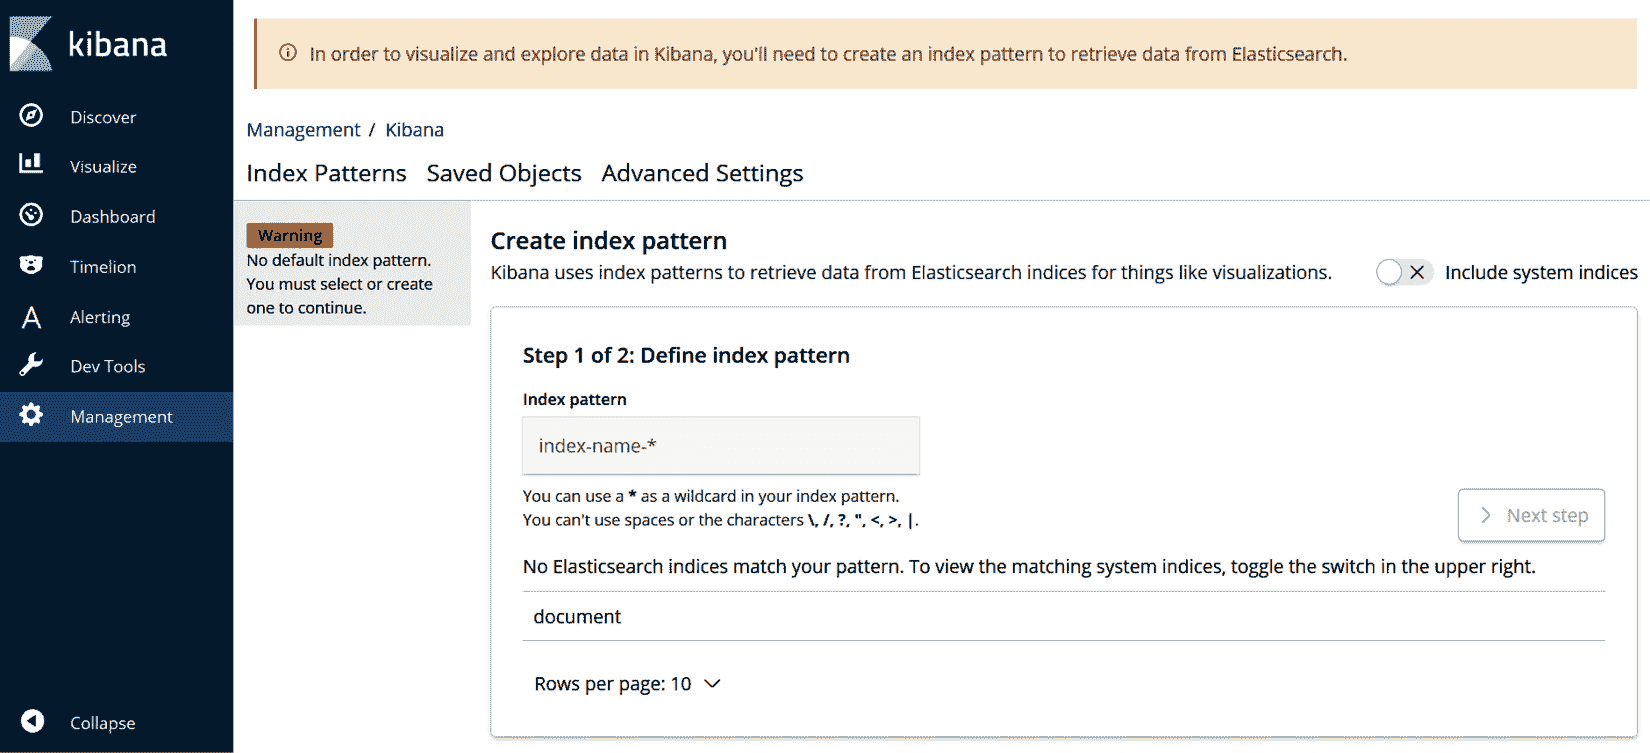 kibana
Discover
Visualize
Dashboard
Timelion
Alerting
Dev Tools
Management
Collapse
In order to visualize and explore data in Kibana, you'll need to create an index pattern to retrieve data from Elasticsearch.
Management / Kibana
Index Patterns Saved Objects Advanced Settings
Warning
No default index pattern.
You must select or create
one to continue.
Create index pattern
Kibana uses index patterns to retrieve data from Elasticsearch indices for things like visualizations.
Include system indices
Step 1 of 2: Define index pattern
Index pattern
index-name-*
You can use a * as a wildcard in your index pattern.
You can't use spaces or the characters \, /, ?, ", <, >, |.
Next step
No Elasticsearch indices match your pattern. To view the matching system indices, toggle the switch in the upper right.
document
Rows per page: 10